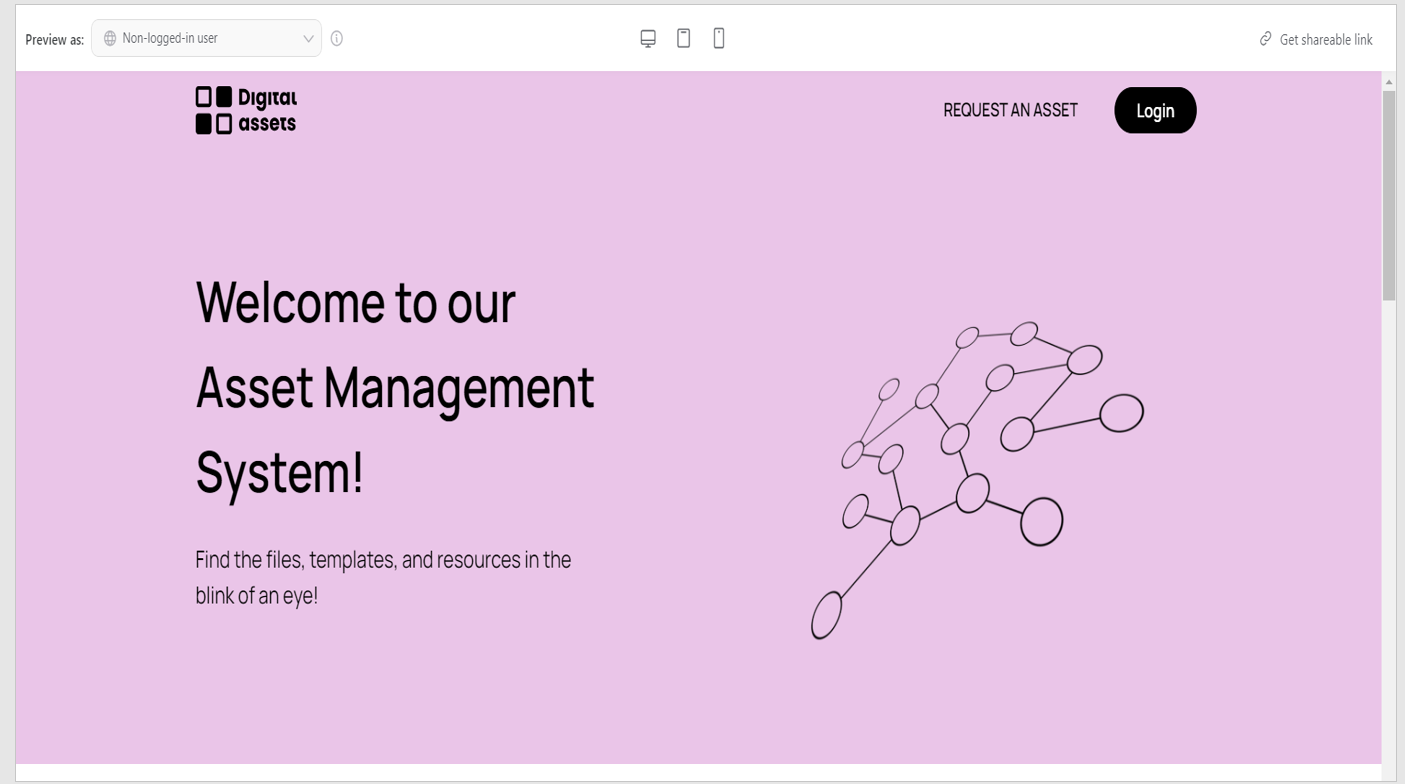 Preview as: Non-logged-in user Get shareable link
Digital
assets
REQUEST AN ASSET Login
Welcome to our
Asset Management
System!
Find the files, templates, and resources in the
blink of an eye!